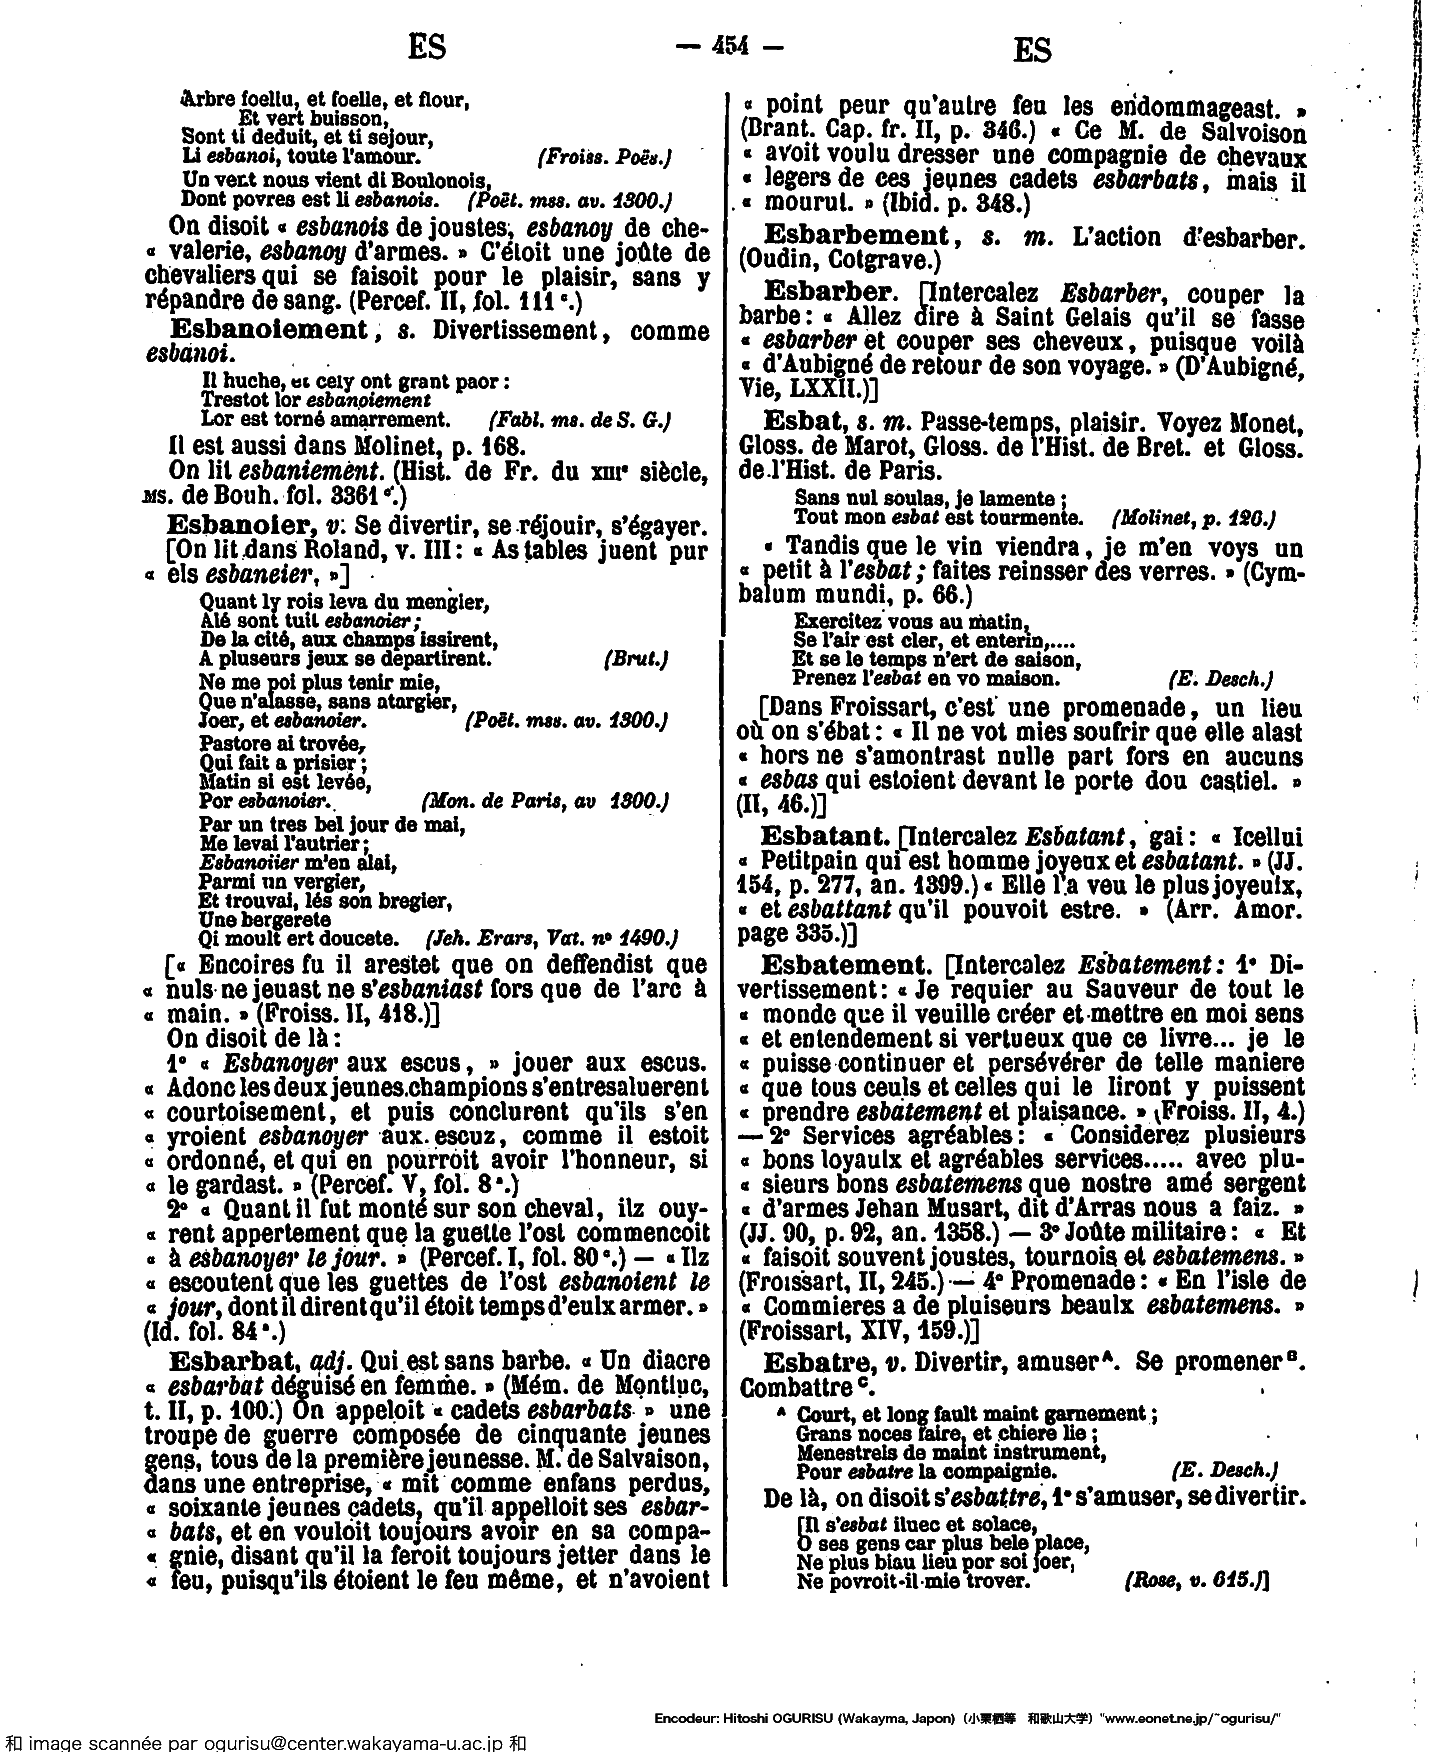 ES
— 454 —
ES
Arbre foellu, et foelle, et flour,
Et vert buisson,
Sont ti deduit, et ti sejour,
Li esbanoi, toute l'amour. (Froiss. Poës.)
Un vert nous vient di Boulonois,
Dont povres est li esbanois. (Poët. mss. av. 1300.)
On disoit « esbanois de joustes, esbanoy de che-
« valerie, esbanoy d'armes. » C'étoit une joûte de
chevaliers qui se faisoit pour le plaisir, sans y
répandre de sang. (Percef. II, fol. 111 c.)
Esbanoiement, s. Divertissement, comme
esbanoi.
Il huche, et cely ont grant paor :
Trestot lor esbanoiement
Lor est torné amarrement. (Fabl. ms. de S. G.)
Il est aussi dans Molinet, p. 168.
On lit esbaniement. (Hist. de Fr. du XIIIe siècle,
MS. de Bouh. fol. 3361 c.)
Esbanoier, v. Se divertir, se réjouir, s'égayer.
[On lit dans Roland, v. III : « As tables juent pur
« els esbaneier, »]
Quant ly rois leva du mengier,
Alé sont tuit esbanoier ;
De la cité, aux champs issirent,
A pluseurs jeux se departirent. (Brut.)
Ne me poi plus tenir mie,
Que n'alasse, sans atargier,
Joer, et esbanoier. (Poët. mss. av. 1300.)
Pastore ai trovée,
Qui fait a prisier ;
Matin si est levée,
Por esbanoier. (Mon. de Paris, av 1300.)
Par un tres bel jour de mai,
Me levai l'autrier ;
Esbanoiier m'en alai,
Parmi un vergier,
Et trouvai, lés son bregier,
Une bergerete
Qi moult ert doucete. (Jeh. Erars, Vat. n° 1490.)
[« Encoires fu il arestet que on deffendist que
« nuls ne jeuast ne s'esbaniast fors que de l'arc à
« main. » (Froiss. II, 418.)]
On disoit de là :
1° « Esbanoyer aux escus, » jouer aux escus.
« Adonc les deux jeunes champions s'entresaluerent
« courtoisement, et puis conclurent qu'ils s'en
« yroient esbanoyer aux escuz, comme il estoit
« ordonné, et qui en pourroit avoir l'honneur, si
« le gardast. » (Percef. V, fol. 8 a.)
2° « Quant il fut monté sur son cheval, ilz ouy-
« rent appertement que la guette l'ost commencoit
« à esbanoyer le jour. » (Percef. I, fol. 80 c.) — « Ilz
« escoutent que les guettes de l'ost esbanoient le
« jour, dont il dirent qu'il étoit temps d'eulx armer. »
(Id. fol. 84 a.)
Esbarbat, adj. Qui est sans barbe. « Un diacre
« esbarbat déguisé en femme. » (Mém. de Montluc,
t. II, p. 100.) On appeloit « cadets esbarbats » une
troupe de guerre composée de cinquante jeunes
gens, tous de la première jeunesse. M. de Salvaison,
dans une entreprise, « mit comme enfans perdus,
« soixante jeunes cadets, qu'il appelloit ses esbar-
« bats, et en vouloit toujours avoir en sa compa-
« gnie, disant qu'il la feroit toujours jetter dans le
« feu, puisqu'ils étoient le feu même, et n'avoient
« point peur qu'autre feu les endommageast. »
(Brant. Cap. fr. II, p. 346.) « Ce M. de Salvoison
« avoit voulu dresser une compagnie de chevaux
« legers de ces jeunes cadets esbarbats, mais il
« mourut. » (Ibid. p. 348.)
Esbarbement, s. m. L'action d'esbarber.
(Oudin, Cotgrave.)
Esbarber. [Intercalez Esbarber, couper la
barbe : « Allez dire à Saint Gelais qu'il se fasse
« esbarber et couper ses cheveux, puisque voilà
« d'Aubigné de retour de son voyage. » (D'Aubigné,
Vie, LXXII.)]
Esbat, s. m. Passe-temps, plaisir. Voyez Monet,
Gloss. de Marot, Gloss. de l'Hist. de Bret. et Gloss.
de l'Hist. de Paris.
Sans nul soulas, je lamente ;
Tout mon esbat est tourmente. (Molinet, p. 126.)
« Tandis que le vin viendra, je m'en voys un
« petit à l'esbat ; faites reinsser des verres. » (Cym-
balum mundi, p. 66.)
Exercitez vous au matin,
Se l'air est cler, et enterin,....
Et se le temps n'ert de saison,
Prenez l'esbat en vo maison. (E. Desch.)
[Dans Froissart, c'est une promenade, un lieu
où on s'ébat : « Il ne vot mies soufrir que elle alast
« hors ne s'amontrast nulle part fors en aucuns
« esbas qui estoient devant le porte dou castiel. »
(II, 46.)]
Esbatant. [Intercalez Esbatant, gai : « Icellui
« Petitpain qui est homme joyeux et esbatant. » (JJ.
154, p. 277, an. 1399.) « Elle l'a veu le plus joyeulx,
« et esbattant qu'il pouvoit estre. » (Arr. Amor.
page 335.)]
Esbatement. [Intercalez Esbatement : 1° Di-
vertissement : « Je requier au Sauveur de tout le
« monde que il veuille créer et mettre en moi sens
« et entendement si vertueux que ce livre... je le
« puisse continuer et persévérer de telle maniere
« que tous ceuls et celles qui le liront y puissent
« prendre esbatement et plaisance. » (Froiss. II, 4.)
— 2° Services agréables : « Considerez plusieurs
« bons loyaulx et agréables services..... avec plu-
« sieurs bons esbatemens que nostre amé sergent
« d'armes Jehan Musart, dit d'Arras nous a faiz. »
(JJ. 90, p. 92, an. 1358.) — 3° Joûte militaire : « Et
« faisoit souvent joustes, tournois et esbatemens. »
(Froissart, II, 245.) — 4° Promenade : « En l'isle de
« Commieres a de pluiseurs beaulx esbatemens. »
(Froissart, XIV, 159.)]
Esbatre, v. Divertir, amuser A. Se promener B.
Combattre C.
A Court, et long fault maint garnement ;
Grans noces faire, et chiere lie ;
Menestrels de maint instrument,
Pour esbatre la compaignie. (E. Desch.)
De là, on disoit s'esbattre, 1° s'amuser, se divertir.
[Il s'esbat iluec et solace,
O ses gens car plus bele place,
Ne plus biau lieu por soi joer,
Ne povroit-il mie trover. (Rose, v. 615.)]
Encodeur: Hitoshi OGURISU (Wakayma, Japon) (小栗栖等 和歌山大学) "www.eonet.ne.jp/~ogurisu/"
和 image scannée par ogurisu@center.wakayama-u.ac.jp 和